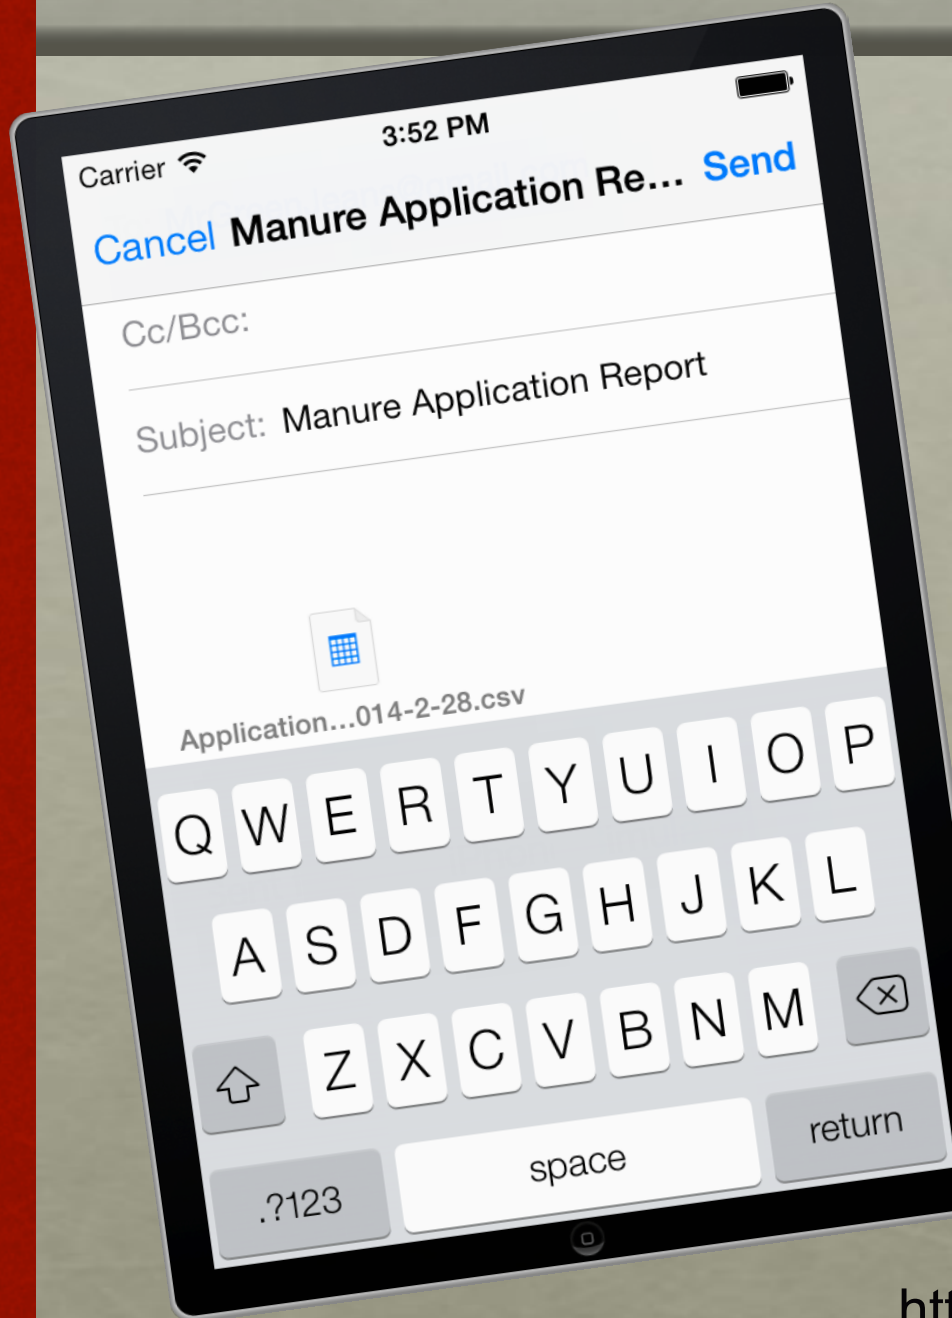 Carrier 3:52 PM
Cancel Manure Application Re... Send
Cc/Bcc:
Subject: Manure Application Report
Application...014-2-28.csv
Q W E R T Y U I O P
A S D F G H J K L
Z X C V B N M
.?123 space return
htt